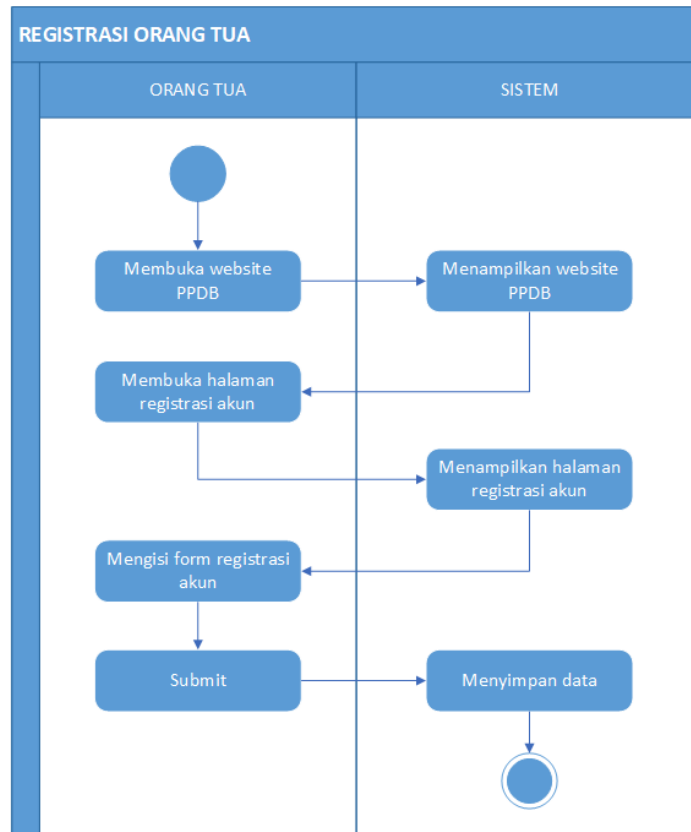 REGISTRASI ORANG TUA
ORANG TUA
SISTEM
Membuka website
PPDB
Menampilkan website
PPDB
Membuka halaman
registrasi akun
Menampilkan halaman
registrasi akun
Mengisi form registrasi
akun
Submit
Menyimpan data